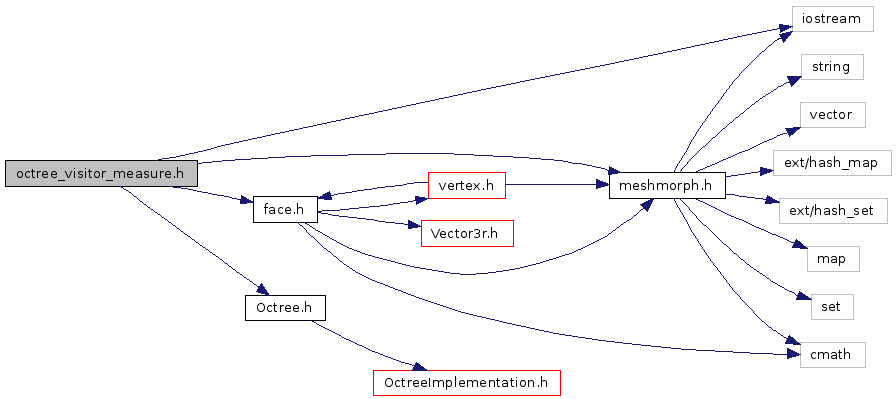 iostream
string
vector
ext/hash_map
octree_visitor_measure.h
vertex.h
meshmorph.h
face.h
ext/hash_set
Vector3r.h
map
Octree.h
set
cmath
OctreeImplementation.h